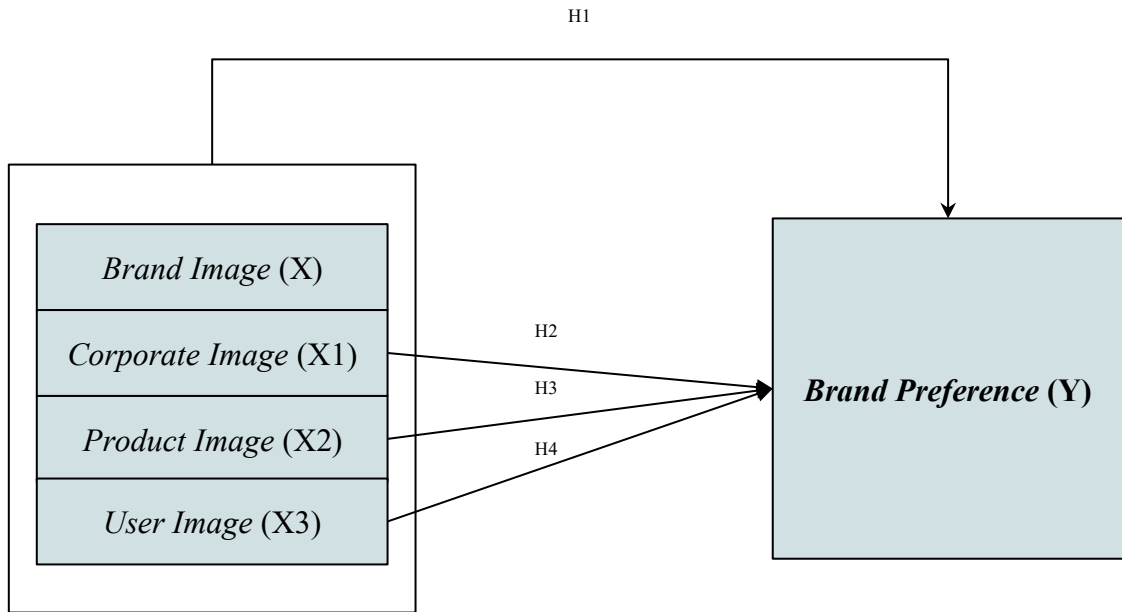 H1
Brand Image (X)
Corporate Image (X1)
Product Image (X2)
User Image (X3)
H2
H3
H4
Brand Preference (Y)